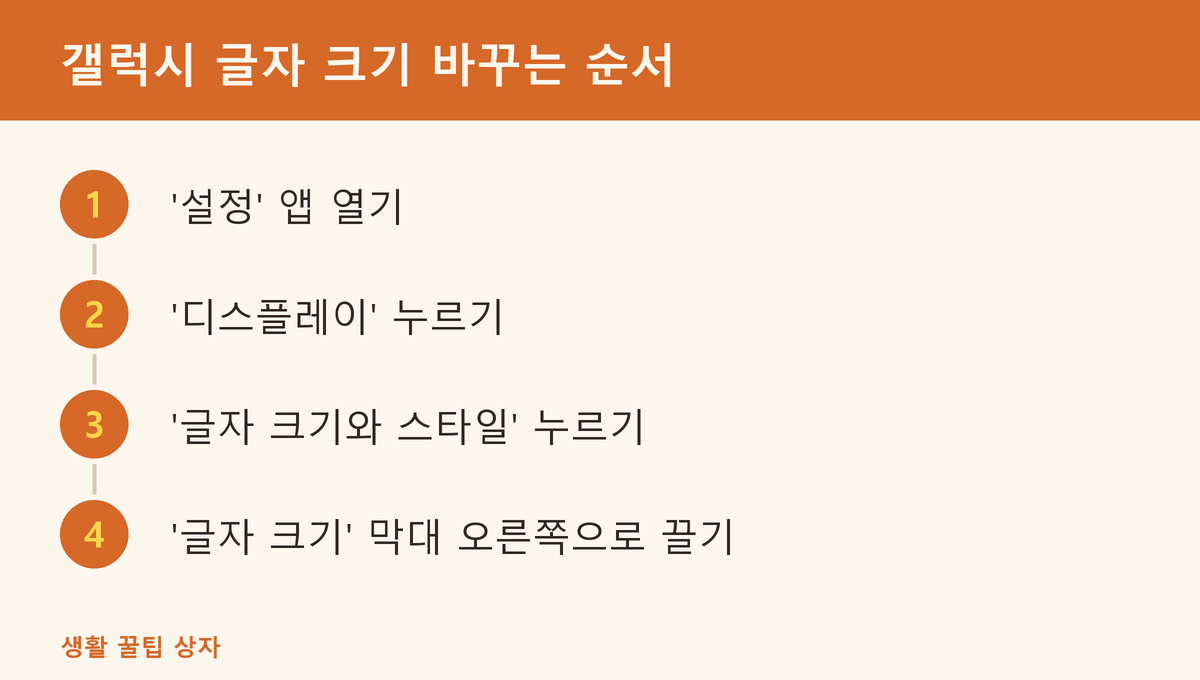 갤럭시 글자 크기 바꾸는 순서
1 '설정' 앱 열기
2 '디스플레이' 누르기
3 '글자 크기와 스타일' 누르기
4 '글자 크기' 막대 오른쪽으로 끌기
생활 꿀팁 상자